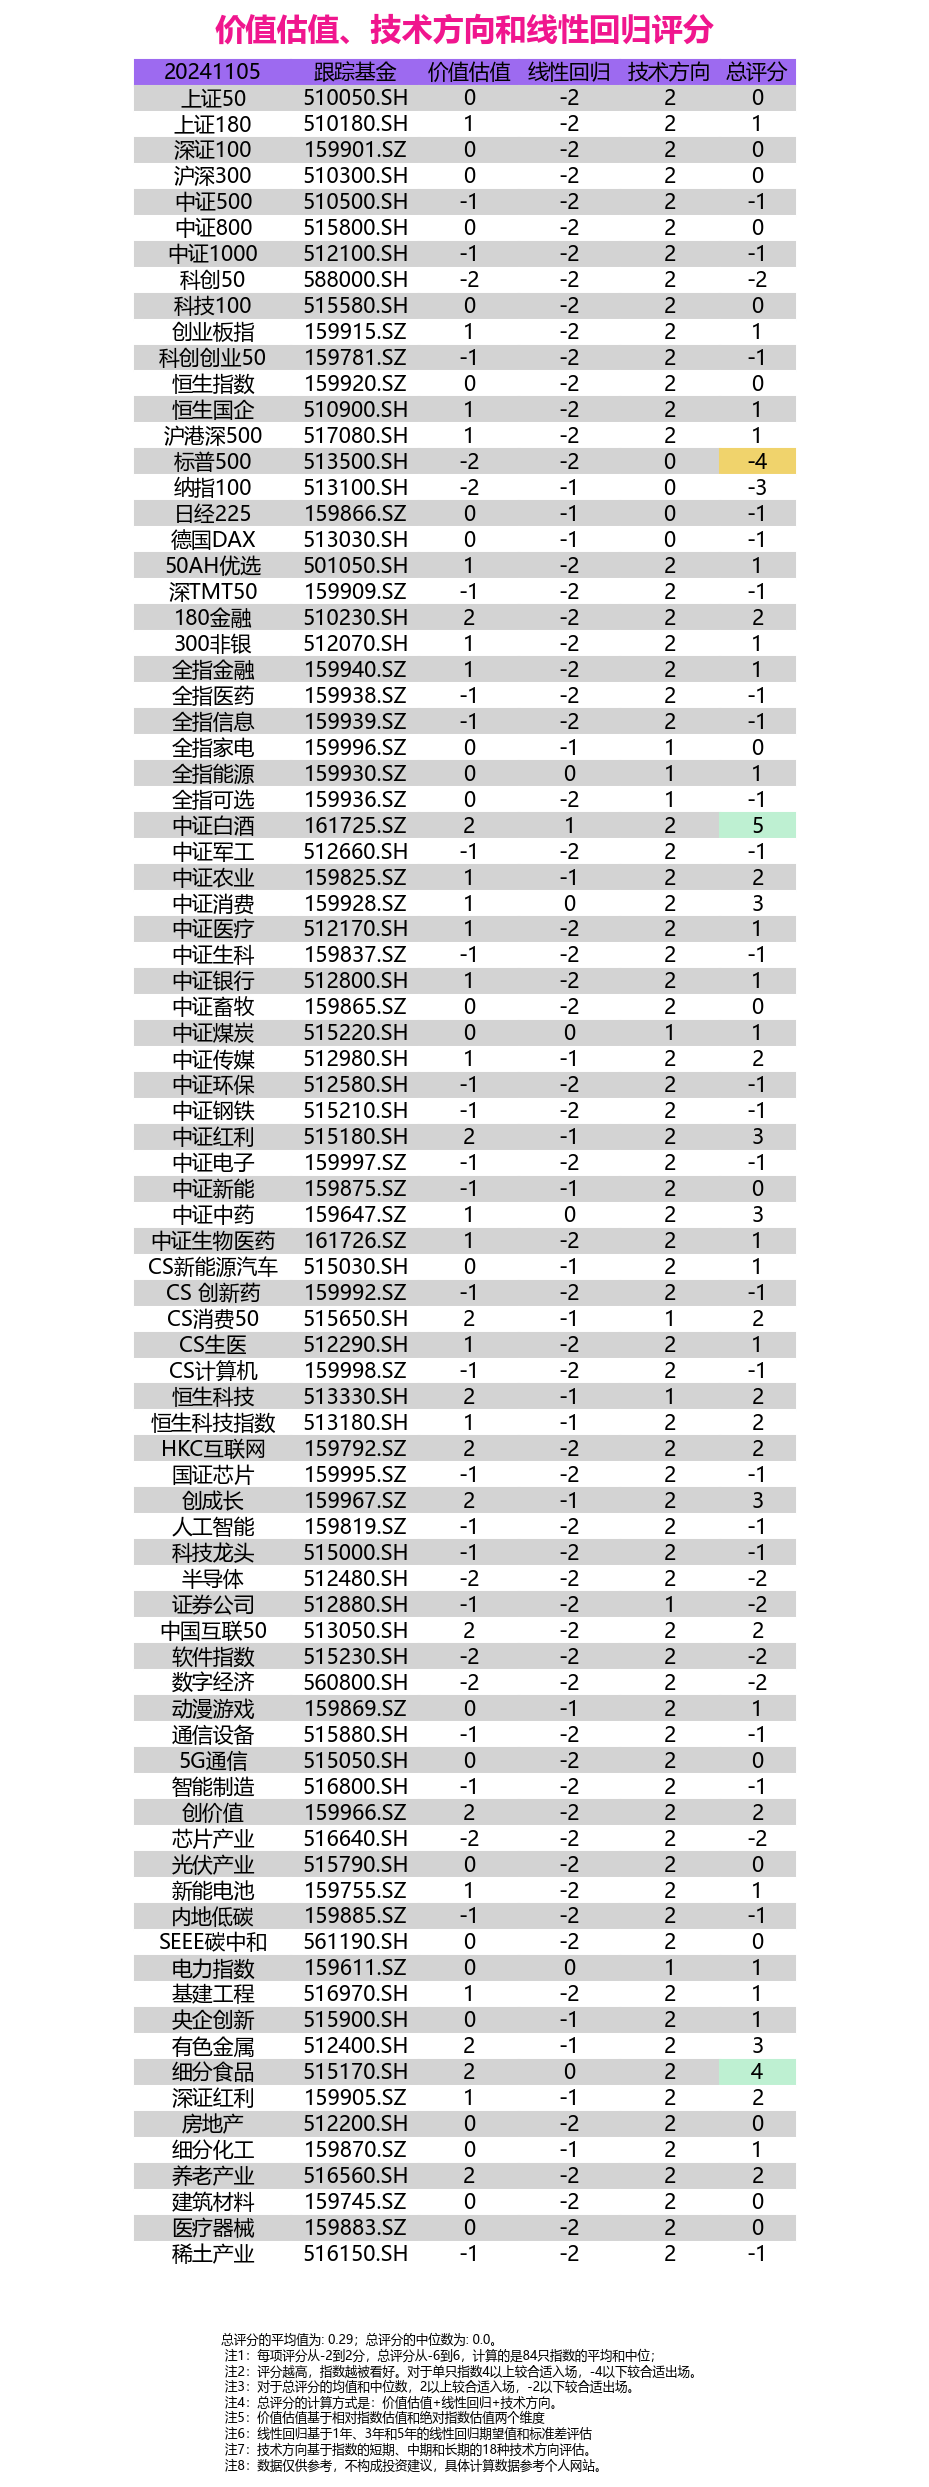 价值估值、技术方向和线性回归评分
20241105 跟踪基金 价值估值 线性回归 技术方向 总评分
上证50 510050.SH 0 -2 2 0
上证180 510180.SH 1 -2 2 1
深证100 159901.SZ 0 -2 2 0
沪深300 510300.SH 0 -2 2 0
中证500 510500.SH -1 -2 2 -1
中证800 515800.SH 0 -2 2 0
中证1000 512100.SH -1 -2 2 -1
科创50 588000.SH -2 -2 2 -2
科技100 515580.SH 0 -2 2 0
创业板指 159915.SZ 1 -2 2 1
科创创业50 159781.SZ -1 -2 2 -1
恒生指数 159920.SZ 0 -2 2 0
恒生国企 510900.SH 1 -2 2 1
沪港深500 517080.SH 1 -2 2 1
标普500 513500.SH -2 -2 0 -4
纳指100 513100.SH -2 -1 0 -3
日经225 159866.SZ 0 -1 0 -1
德国DAX 513030.SH 0 -1 0 -1
50AH优选 501050.SH 1 -2 2 1
深TMT50 159909.SZ -1 -2 2 -1
180金融 510230.SH 2 -2 2 2
300非银 512070.SH 1 -2 2 1
全指金融 159940.SZ 1 -2 2 1
全指医药 159938.SZ -1 -2 2 -1
全指信息 159939.SZ -1 -2 2 -1
全指家电 159996.SZ 0 -1 1 0
全指能源 159930.SZ 0 0 1 1
全指可选 159936.SZ 0 -2 1 -1
中证白酒 161725.SZ 2 1 2 5
中证军工 512660.SH -1 -2 2 -1
中证农业 159825.SZ 1 -1 2 2
中证消费 159928.SZ 1 0 2 3
中证医疗 512170.SH 1 -2 2 1
中证生科 159837.SZ -1 -2 2 -1
中证银行 512800.SH 1 -2 2 1
中证畜牧 159865.SZ 0 -2 2 0
中证煤炭 515220.SH 0 0 1 1
中证传媒 512980.SH 1 -1 2 2
中证环保 512580.SH -1 -2 2 -1
中证钢铁 515210.SH -1 -2 2 -1
中证红利 515180.SH 2 -1 2 3
中证电子 159997.SZ -1 -2 2 -1
中证新能 159875.SZ -1 -1 2 0
中证中药 159647.SZ 1 0 2 3
中证生物医药 161726.SZ 1 -2 2 1
CS新能源汽车 515030.SH 0 -1 2 1
CS 创新药 159992.SZ -1 -2 2 -1
CS消费50 515650.SH 2 -1 1 2
CS生医 512290.SH 1 -2 2 1
CS计算机 159998.SZ -1 -2 2 -1
恒生科技 513330.SH 2 -1 1 2
恒生科技指数 513180.SH 1 -1 2 2
HKC互联网 159792.SZ 2 -2 2 2
国证芯片 159995.SZ -1 -2 2 -1
创成长 159967.SZ 2 -1 2 3
人工智能 159819.SZ -1 -2 2 -1
科技龙头 515000.SH -1 -2 2 -1
半导体 512480.SH -2 -2 2 -2
证券公司 512880.SH -1 -2 1 -2
中国互联50 513050.SH 2 -2 2 2
软件指数 515230.SH -2 -2 2 -2
数字经济 560800.SH -2 -2 2 -2
动漫游戏 159869.SZ 0 -1 2 1
通信设备 515880.SH -1 -2 2 -1
5G通信 515050.SH 0 -2 2 0
智能制造 516800.SH -1 -2 2 -1
创价值 159966.SZ 2 -2 2 2
芯片产业 516640.SH -2 -2 2 -2
光伏产业 515790.SH 0 -2 2 0
新能电池 159755.SZ 1 -2 2 1
内地低碳 159885.SZ -1 -2 2 -1
SEEE碳中和 561190.SH 0 -2 2 0
电力指数 159611.SZ 0 0 1 1
基建工程 516970.SH 1 -2 2 1
央企创新 515900.SH 0 -1 2 1
有色金属 512400.SH 2 -1 2 3
细分食品 515170.SH 2 0 2 4
深证红利 159905.SZ 1 -1 2 2
房地产 512200.SH 0 -2 2 0
细分化工 159870.SZ 0 -1 2 1
养老产业 516560.SH 2 -2 2 2
建筑材料 159745.SZ 0 -2 2 0
医疗器械 159883.SZ 0 -2 2 0
稀土产业 516150.SH -1 -2 2 -1
总评分的平均值为: 0.29；总评分的中位数为: 0.0。
注1：每项评分从-2到2分，总评分从-6到6，计算的是84只指数的平均和中位；
注2：评分越高，指数越被看好。对于单只指数4以上较合适入场，-4以下较合适出场。
注3：对于总评分的均值和中位数，2以上较合适入场，-2以下较合适出场。
注4：总评分的计算方式是：价值估值+线性回归+技术方向。
注5：价值估值基于相对指数估值和绝对指数估值两个维度
注6：线性回归基于1年、3年和5年的线性回归期望值和标准差评估
注7：技术方向基于指数的短期、中期和长期的18种技术方向评估。
注8：数据仅供参考，不构成投资建议，具体计算数据参考个人网站。